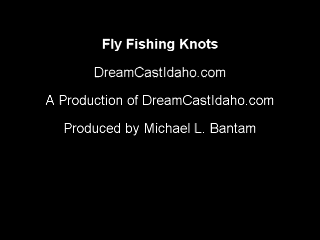 Fly Fishing Knots
DreamCastIdaho.com
A Production of DreamCastIdaho.com
Produced by Michael L. Bantam